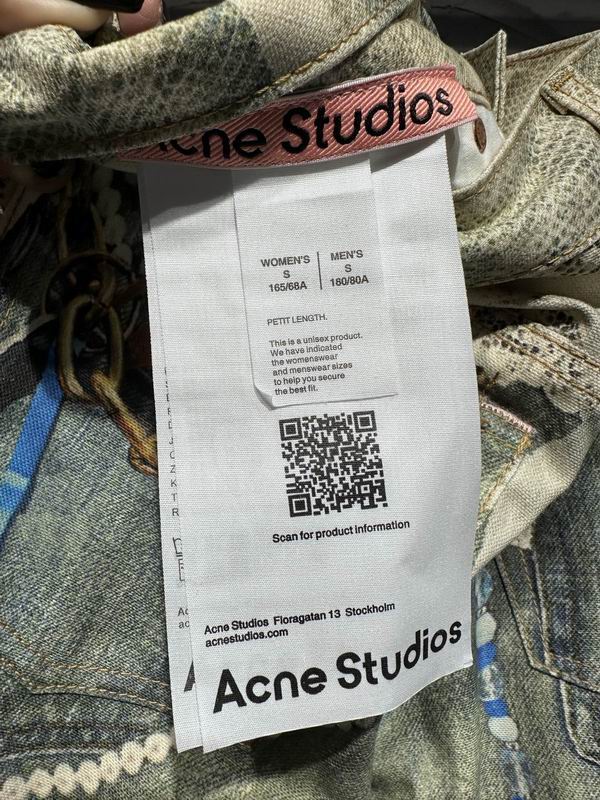 Acne Studios
WOMEN'S
S
165/68A
MEN'S
S
180/80A
PETIT LENGTH.
This is a unisex product.
We have indicated
the womenswear
and menswear sizes
to help you secure
the best fit.
Scan for product information
Acne Studios Floragatan 13 Stockholm
acnestudios.com
Acne Studios